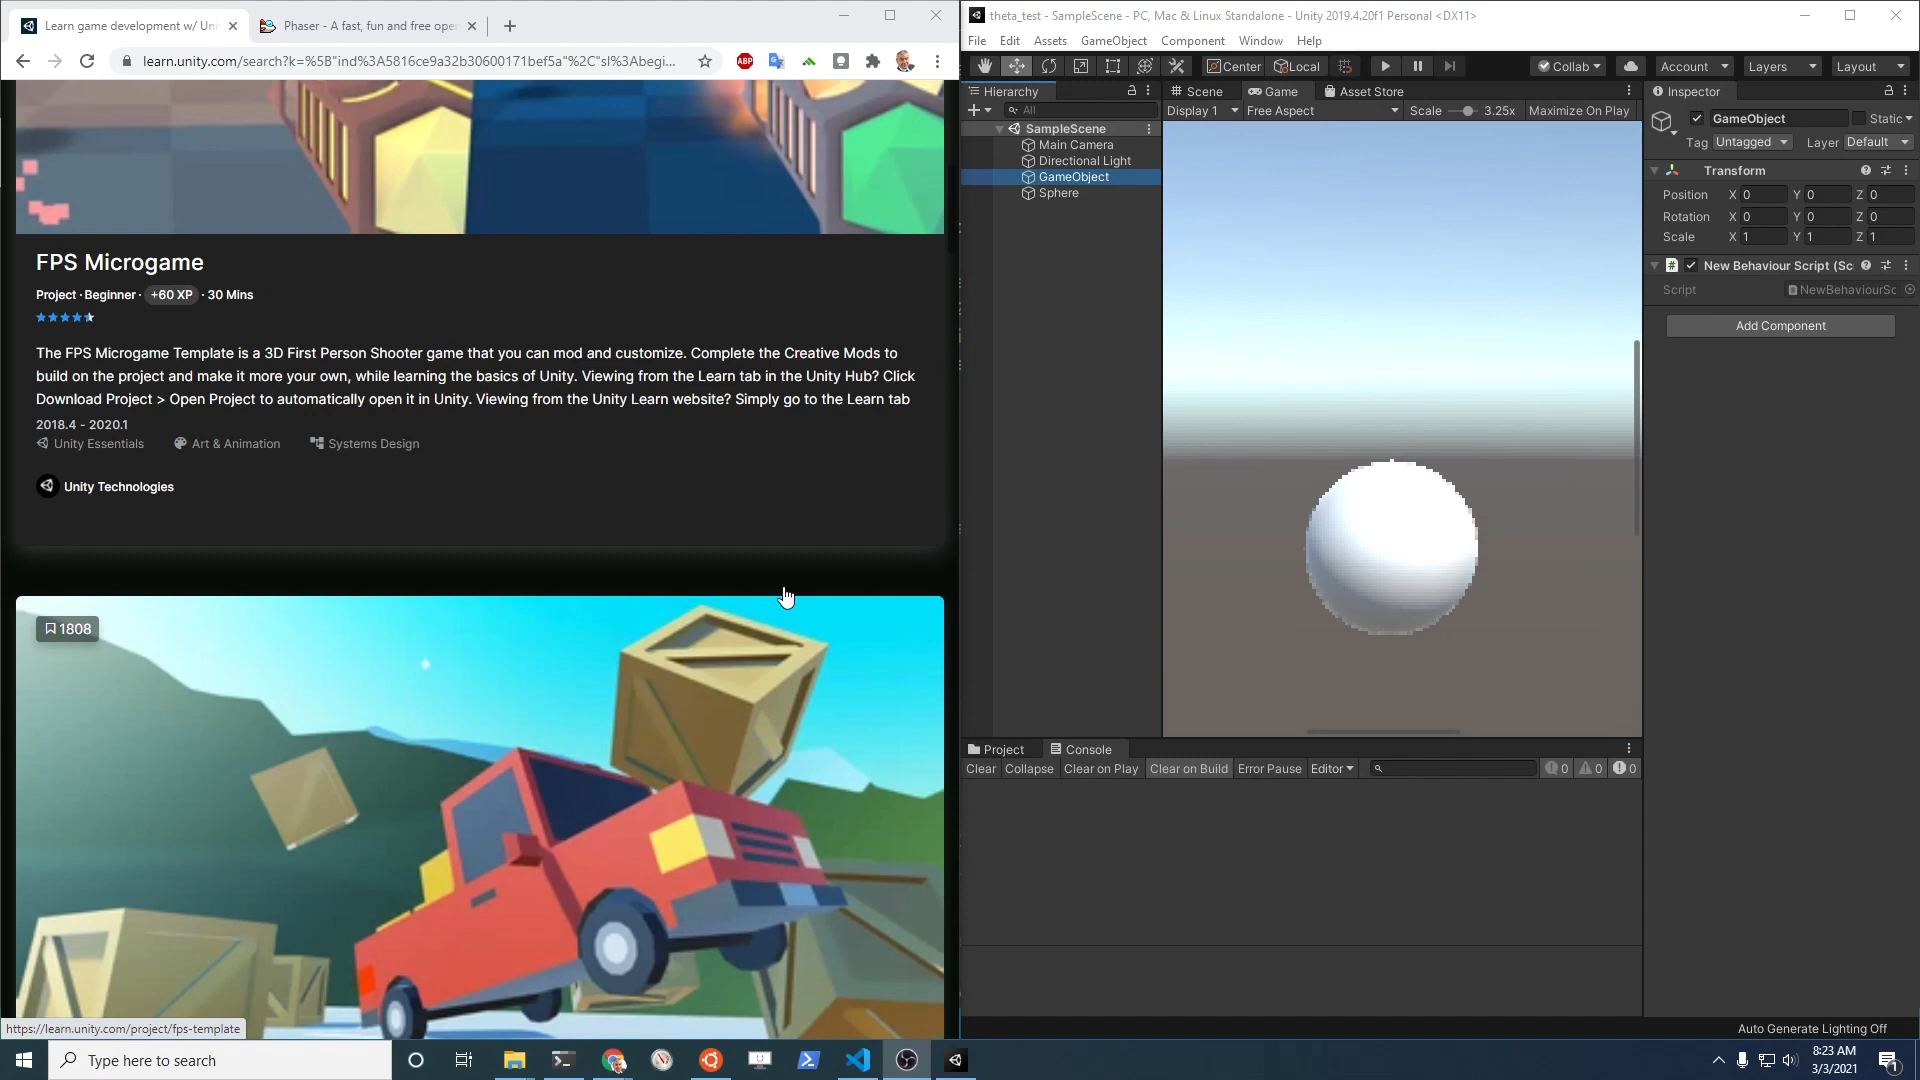 Learn game development w/ Uni
Phaser - A fast, fun and free oper
learn.unity.com/search?k=%5B"ind%3A5816ce9a32b30600171bef5a"%2C"sl%3Abegi...
ABP
FPS Microgame
Project · Beginner · +60 XP · 30 Mins
The FPS Microgame Template is a 3D First Person Shooter game that you can mod and customize. Complete the Creative Mods to
build on the project and make it more your own, while learning the basics of Unity. Viewing from the Learn tab in the Unity Hub? Click
Download Project > Open Project to automatically open it in Unity. Viewing from the Unity Learn website? Simply go to the Learn tab
2018.4 - 2020.1
Unity Essentials Art & Animation Systems Design
Unity Technologies
1808
https://learn.unity.com/project/fps-template
theta_test - SampleScene - PC, Mac & Linux Standalone - Unity 2019.4.20f1 Personal <DX11>
File Edit Assets GameObject Component Window Help
Center Local Collab Account Layers Layout
Hierarchy
All
SampleScene
Main Camera
Directional Light
GameObject
Sphere
Scene Game Asset Store
Display 1 Free Aspect Scale 3.25x Maximize On Play
Inspector
GameObject Static
Tag Untagged Layer Default
Transform
Position X 0 Y 0 Z 0
Rotation X 0 Y 0 Z 0
Scale X 1 Y 1 Z 1
# New Behaviour Script (Sc
Script NewBehaviourSc
Add Component
Project Console
Clear Collapse Clear on Play Clear on Build Error Pause Editor 0 0 0
Auto Generate Lighting Off
Type here to search
8:23 AM
3/3/2021
1